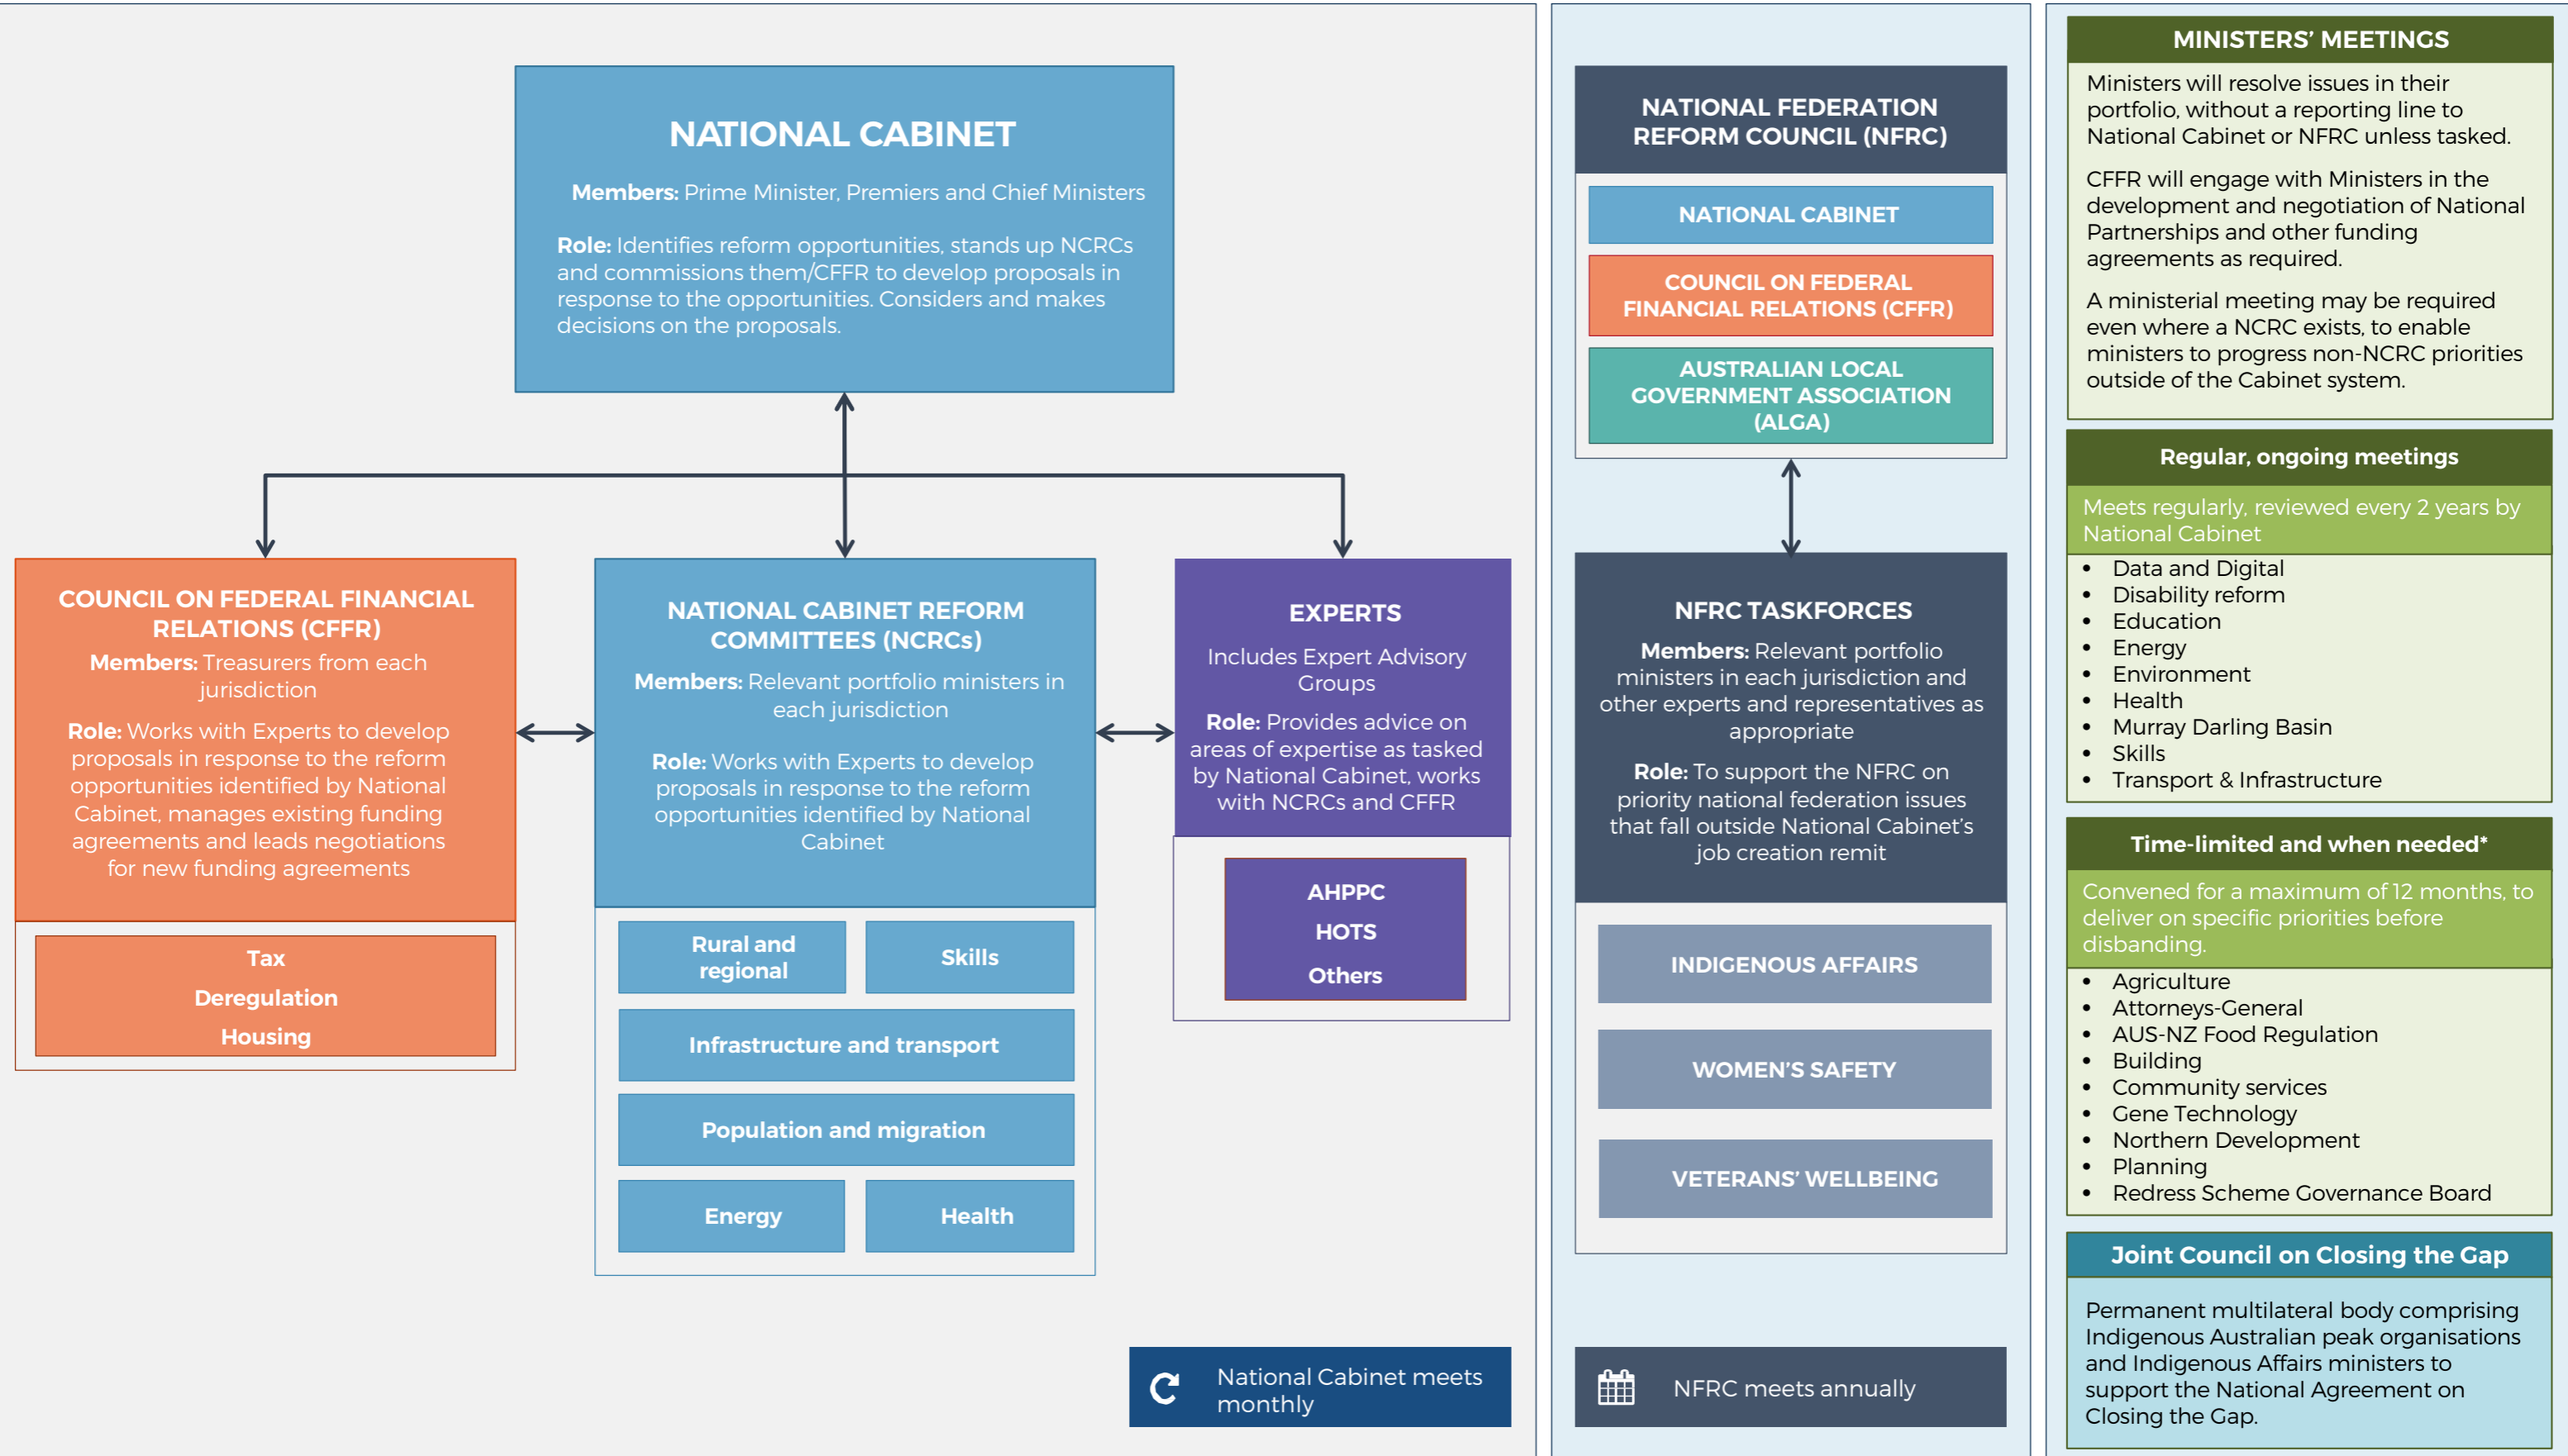 NATIONAL CABINET
Members: Prime Minister, Premiers and Chief Ministers
Role: Identifies reform opportunities, stands up NCRCs
and commissions them/CFFR to develop proposals in
response to the opportunities. Considers and makes
decisions on the proposals.
COUNCIL ON FEDERAL FINANCIAL
RELATIONS (CFFR)
Members: Treasurers from each
jurisdiction
Role: Works with Experts to develop
proposals in response to the reform
opportunities identified by National
Cabinet, manages existing funding
agreements and leads negotiations
for new funding agreements
Tax
Deregulation
Housing
NATIONAL CABINET REFORM
COMMITTEES (NCRCs)
Members: Relevant portfolio ministers in
each jurisdiction
Role: Works with Experts to develop
proposals in response to the reform
opportunities identified by National
Cabinet
Rural and
regional
Skills
Infrastructure and transport
Population and migration
Energy
Health
EXPERTS
Includes Expert Advisory
Groups
Role: Provides advice on
areas of expertise as tasked
by National Cabinet, works
with NCRCs and CFFR
AHPPC
HOTS
Others
National Cabinet meets
monthly
NATIONAL FEDERATION
REFORM COUNCIL (NFRC)
NATIONAL CABINET
COUNCIL ON FEDERAL
FINANCIAL RELATIONS (CFFR)
AUSTRALIAN LOCAL
GOVERNMENT ASSOCIATION
(ALGA)
NFRC TASKFORCES
Members: Relevant portfolio
ministers in each jurisdiction and
other experts and representatives as
appropriate
Role: To support the NFRC on
priority national federation issues
that fall outside National Cabinet’s
job creation remit
INDIGENOUS AFFAIRS
WOMEN’S SAFETY
VETERANS’ WELLBEING
NFRC meets annually
MINISTERS’ MEETINGS
Ministers will resolve issues in their
portfolio, without a reporting line to
National Cabinet or NFRC unless tasked.
CFFR will engage with Ministers in the
development and negotiation of National
Partnerships and other funding
agreements as required.
A ministerial meeting may be required
even where a NCRC exists, to enable
ministers to progress non-NCRC priorities
outside of the Cabinet system.
Regular, ongoing meetings
Meets regularly, reviewed every 2 years by
National Cabinet
• Data and Digital
• Disability reform
• Education
• Energy
• Environment
• Health
• Murray Darling Basin
• Skills
• Transport & Infrastructure
Time-limited and when needed*
Convened for a maximum of 12 months, to
deliver on specific priorities before
disbanding.
• Agriculture
• Attorneys-General
• AUS-NZ Food Regulation
• Building
• Community services
• Gene Technology
• Northern Development
• Planning
• Redress Scheme Governance Board
Joint Council on Closing the Gap
Permanent multilateral body comprising
Indigenous Australian peak organisations
and Indigenous Affairs ministers to
support the National Agreement on
Closing the Gap.